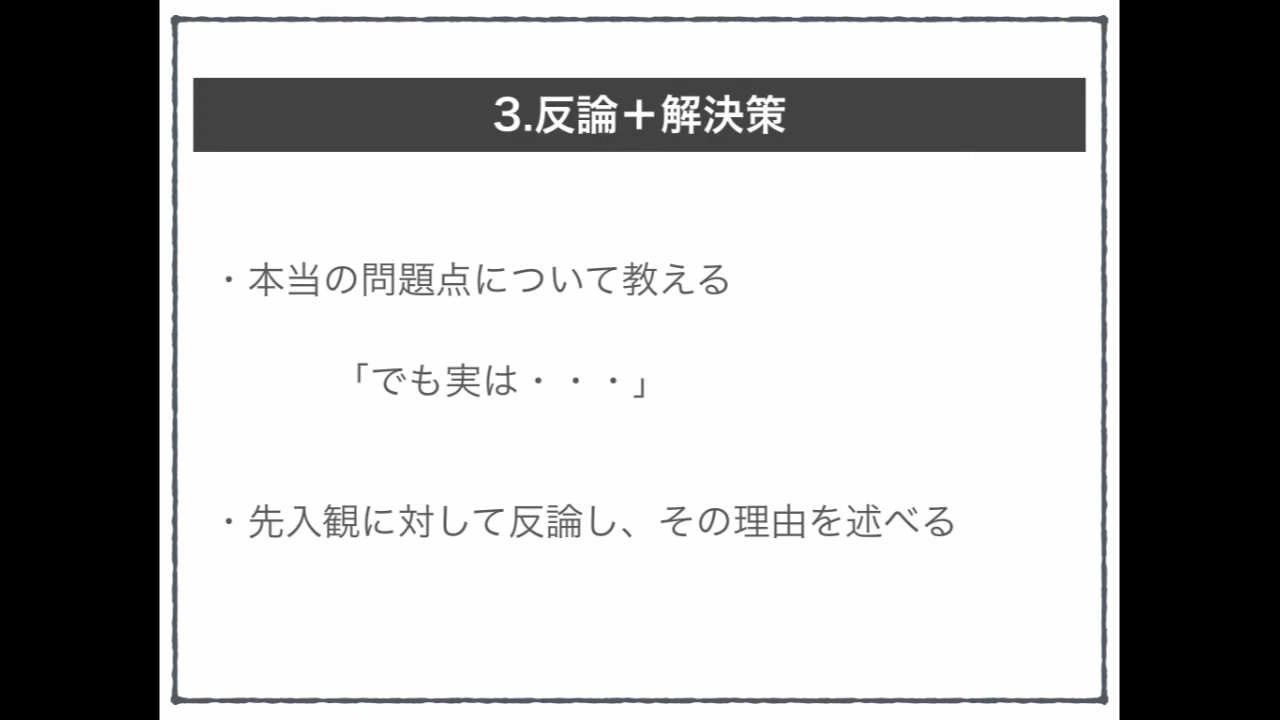 3.反論＋解決策
・本当の問題点について教える
「でも実は・・・」
・先入観に対して反論し、その理由を述べる